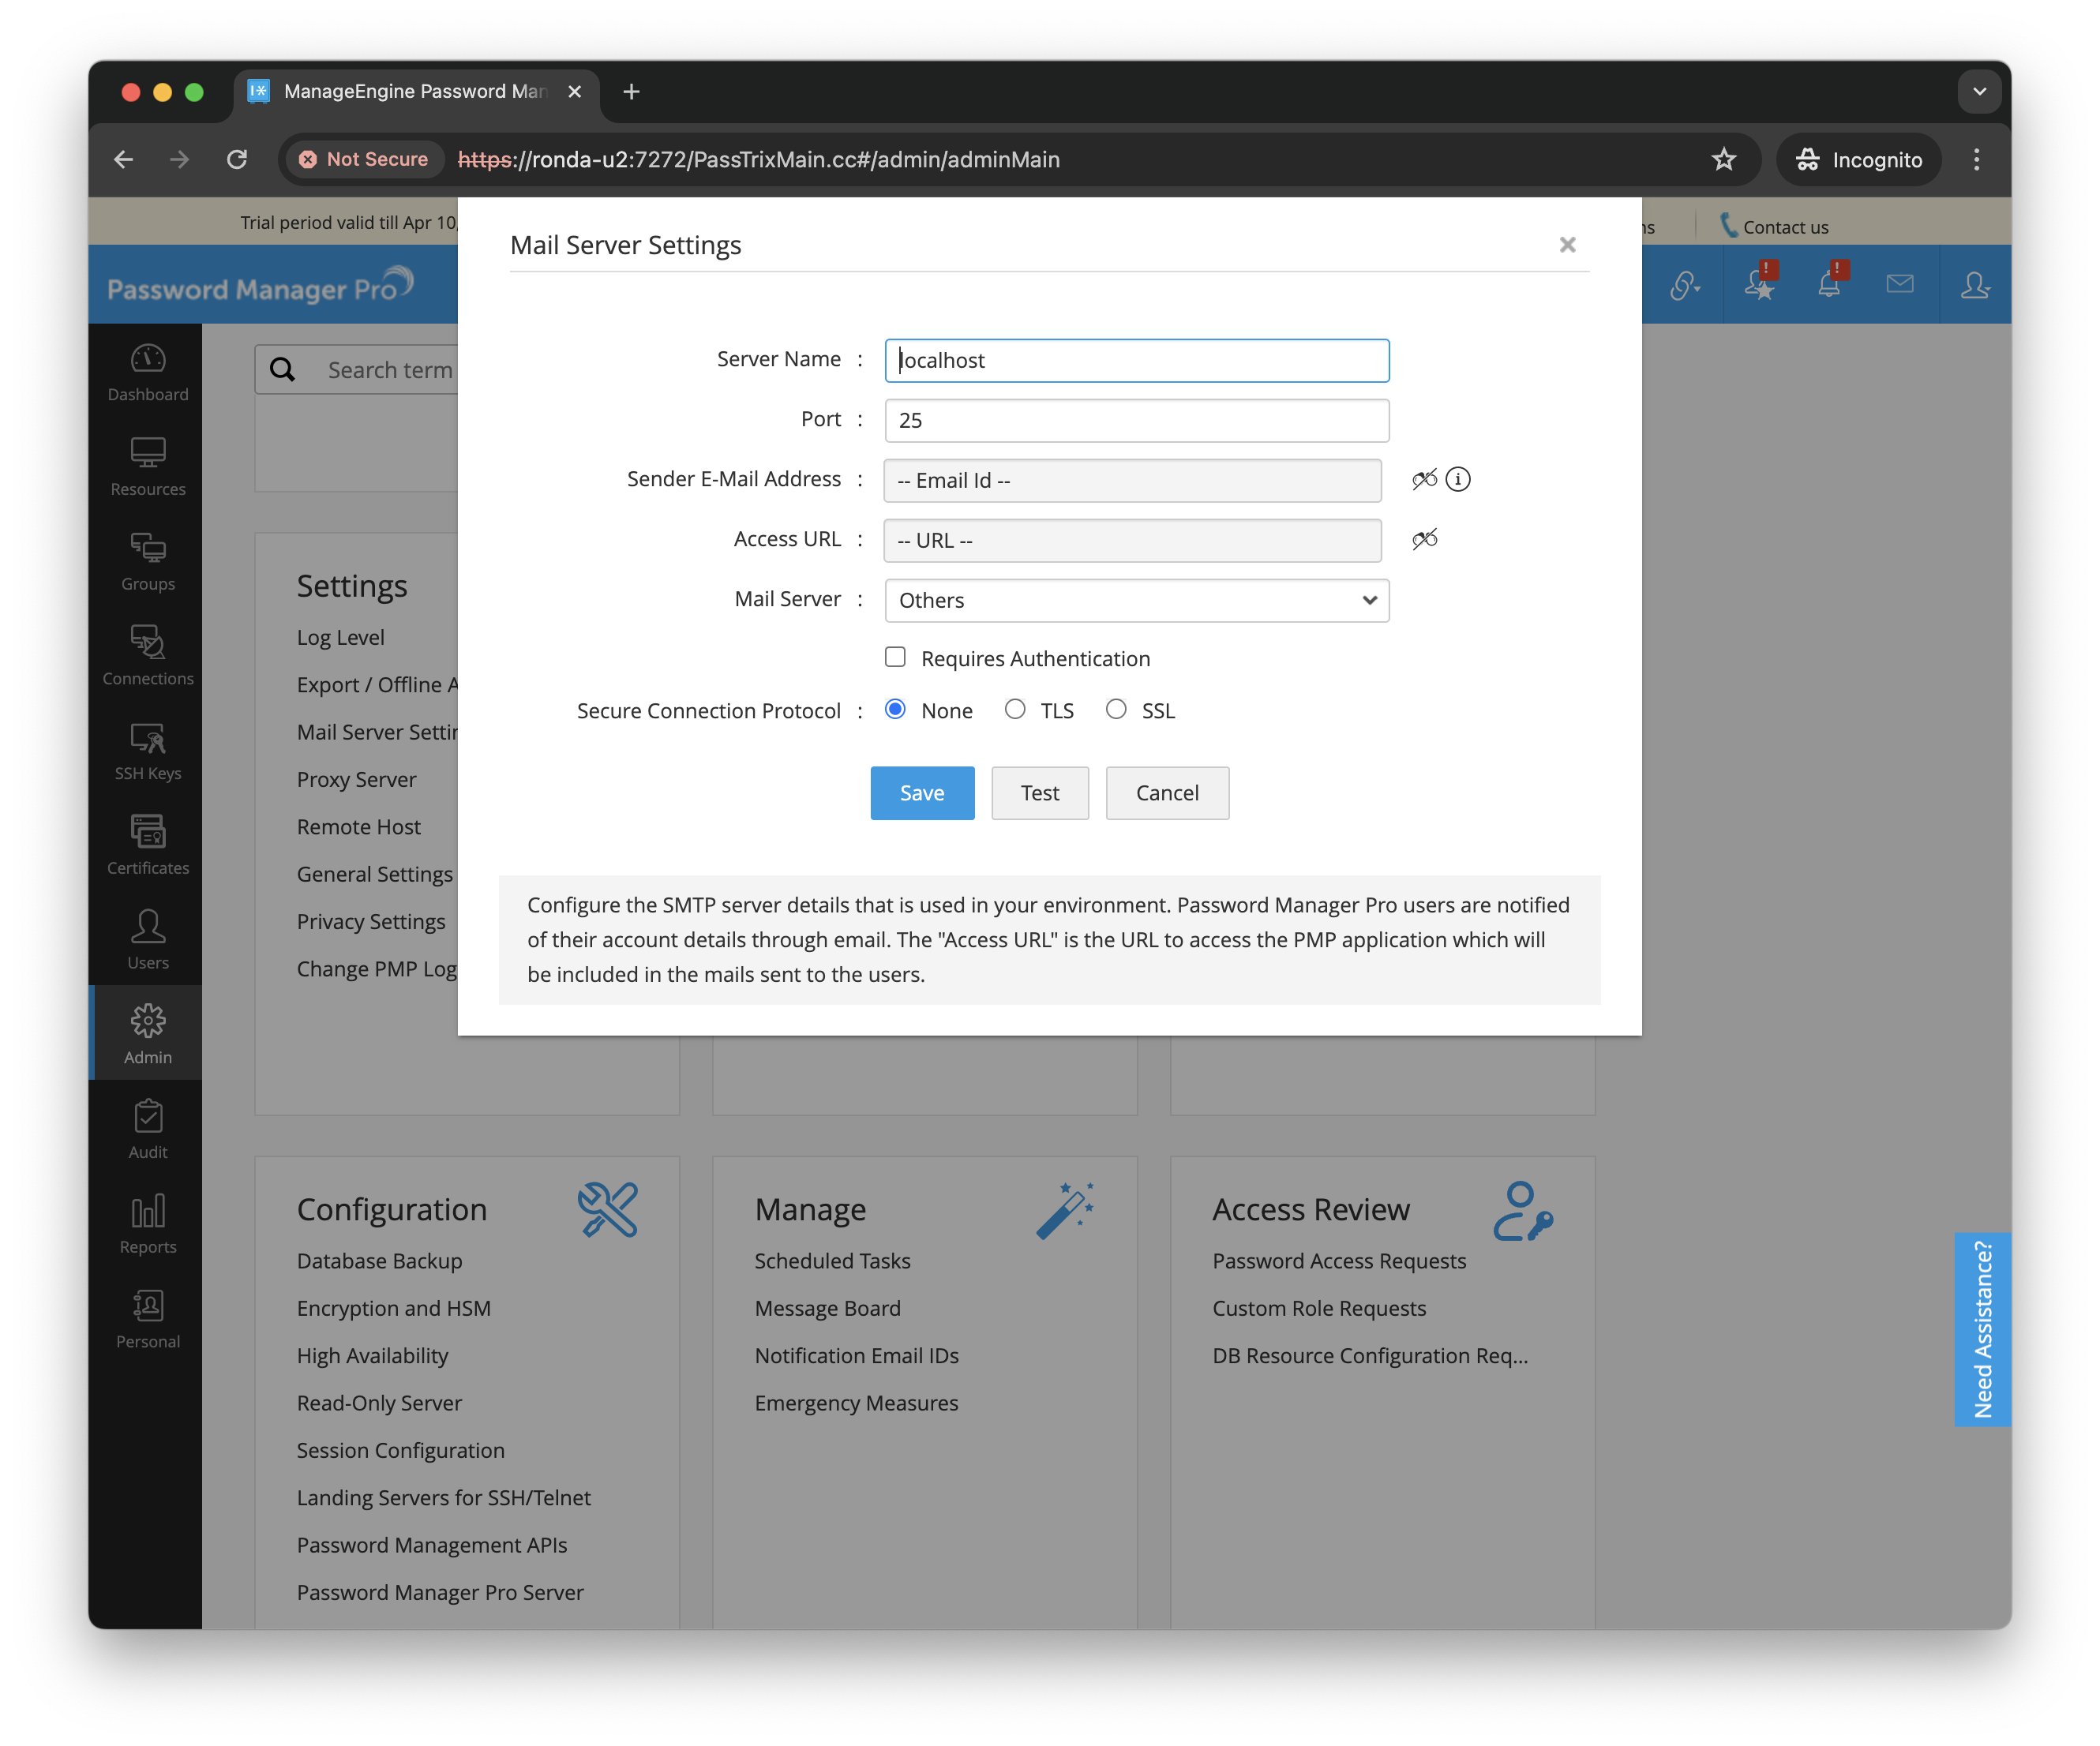 ManageEngine Password Man
Not Secure
https://ronda-u2:7272/PassTrixMain.cc#/admin/adminMain
Incognito
Trial period valid till Apr 10,
Contact us
Password Manager Pro
Mail Server Settings
Server Name : localhost
Port : 25
Sender E-Mail Address : -- Email Id --
Access URL : -- URL --
Mail Server : Others
Requires Authentication
Secure Connection Protocol : None TLS SSL
Save Test Cancel
Configure the SMTP server details that is used in your environment. Password Manager Pro users are notified
of their account details through email. The "Access URL" is the URL to access the PMP application which will
be included in the mails sent to the users.
Dashboard
Resources
Groups
Connections
SSH Keys
Certificates
Users
Admin
Audit
Reports
Personal
Search term
Settings
Log Level
Export / Offline A
Mail Server Settin
Proxy Server
Remote Host
General Settings
Privacy Settings
Change PMP Log
Configuration
Database Backup
Encryption and HSM
High Availability
Read-Only Server
Session Configuration
Landing Servers for SSH/Telnet
Password Management APIs
Password Manager Pro Server
Manage
Scheduled Tasks
Message Board
Notification Email IDs
Emergency Measures
Access Review
Password Access Requests
Custom Role Requests
DB Resource Configuration Req...
Need Assistance?